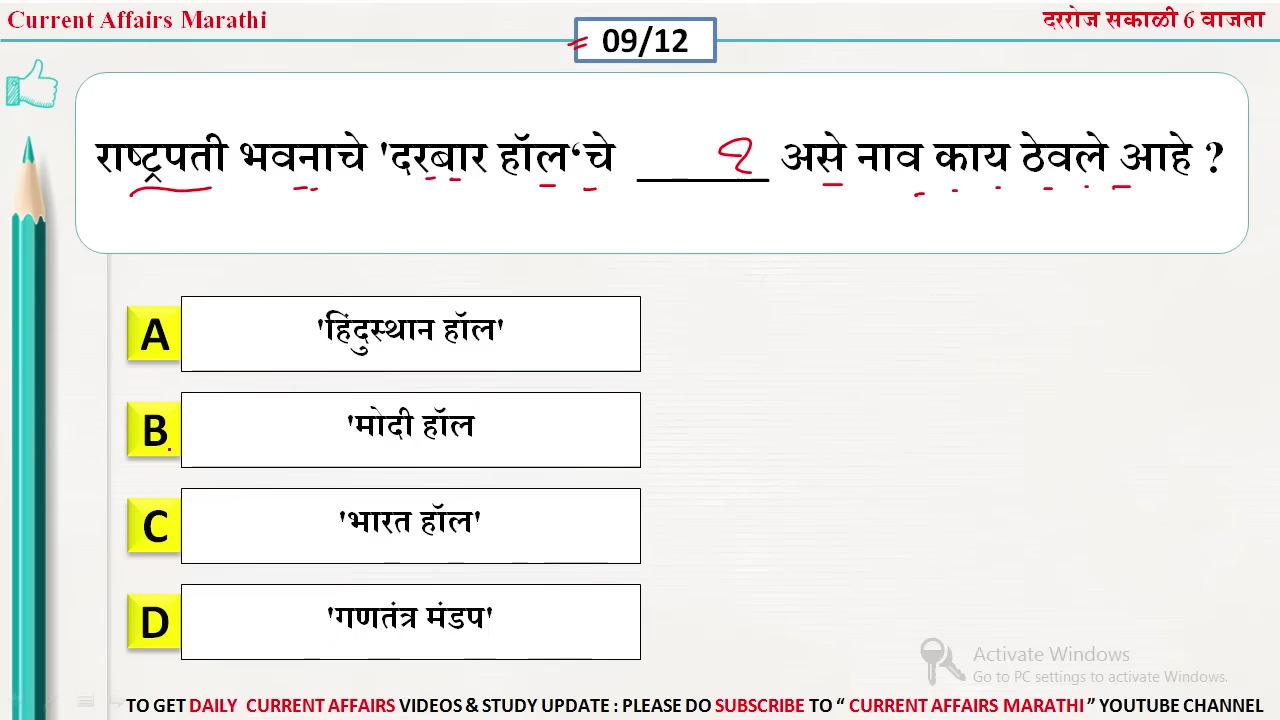 Current Affairs Marathi
दररोज सकाळी 6 वाजता
09/12
राष्ट्रपती भवनाचे 'दरबार हॉल‘चे ______ असे नाव काय ठेवले आहे ?
A 'हिंदुस्थान हॉल'
B 'मोदी हॉल
C 'भारत हॉल'
D 'गणतंत्र मंडप'
Activate Windows
Go to PC settings to activate Windows.
TO GET DAILY CURRENT AFFAIRS VIDEOS & STUDY UPDATE : PLEASE DO SUBSCRIBE TO “ CURRENT AFFAIRS MARATHI ” YOUTUBE CHANNEL